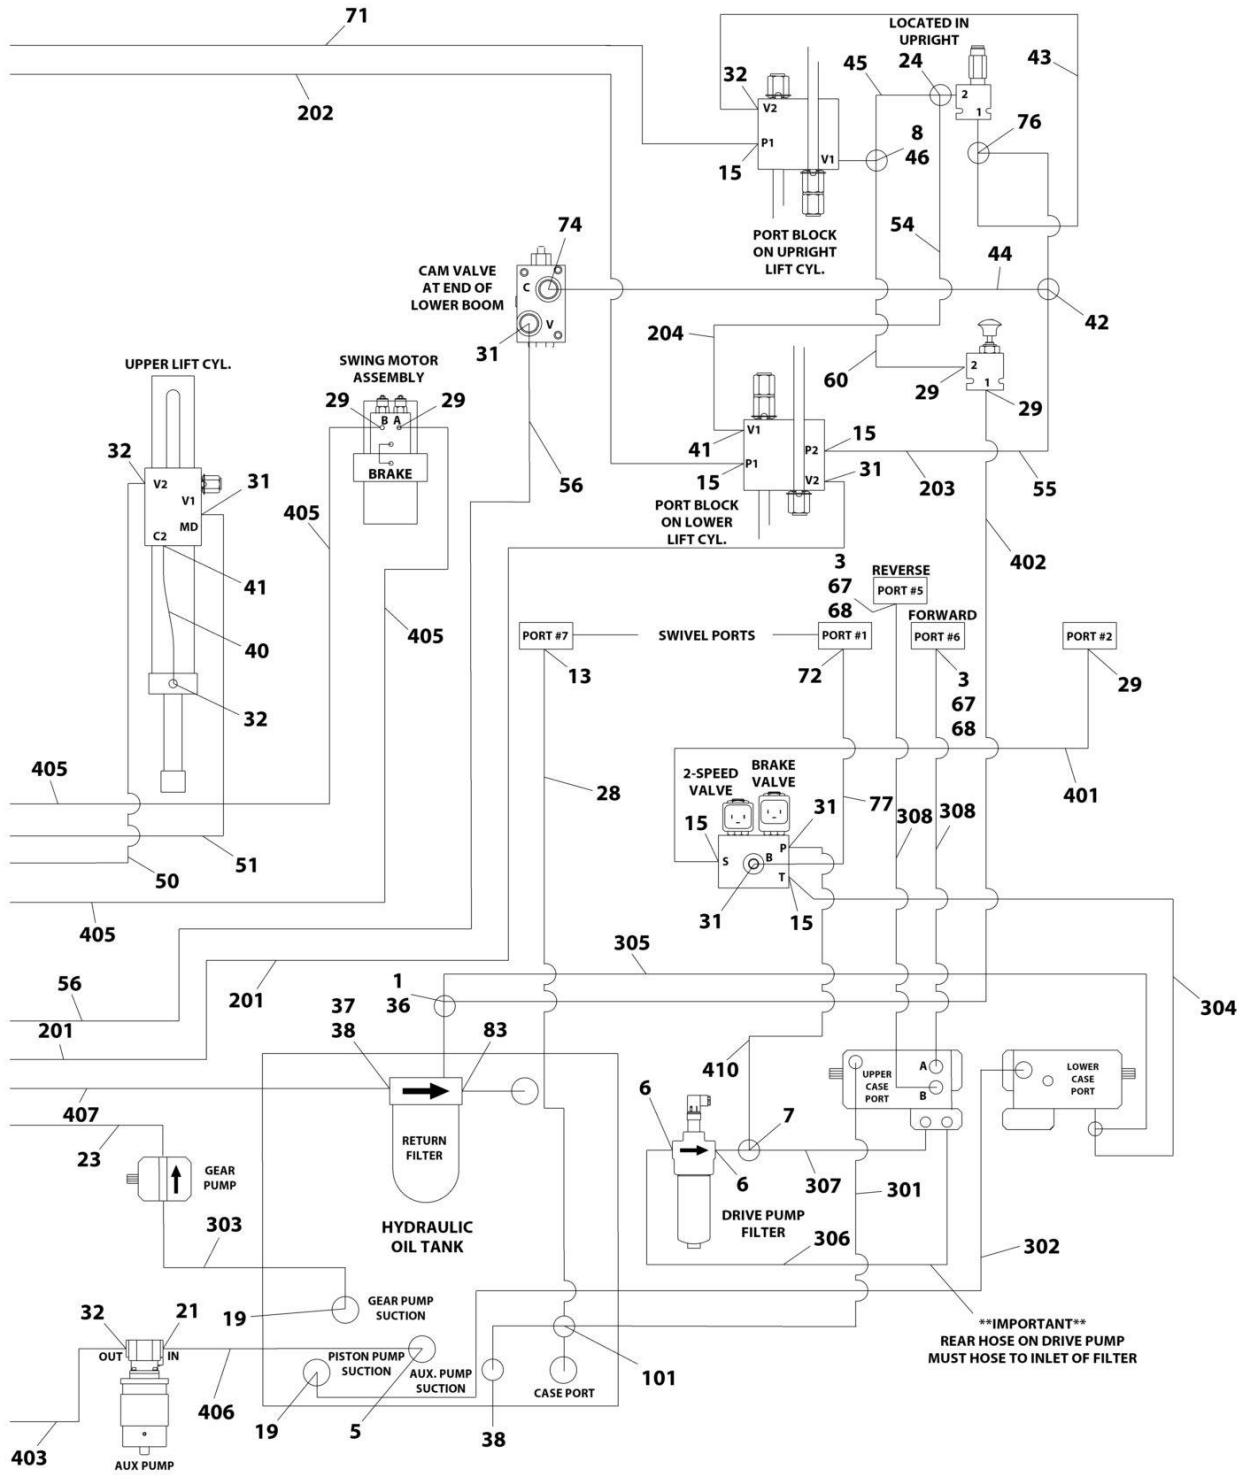 71
LOCATED IN
UPRIGHT
24
43
45
32
2
1
V2
202
8
46
76
P1
V1
15
54
74
PORT BLOCK
ON UPRIGHT
LIFT CYL.
44
CAM VALVE
AT END OF
LOWER BOOM
C
V
42
204
31
60
2
1
29
29
UPPER LIFT CYL.
SWING MOTOR
ASSEMBLY
29
29
B
A
BRAKE
V1
41
P2
15
P1
15
V2
31
56
203
55
32
V2
V1
31
MD
C2
405
PORT BLOCK
ON LOWER
LIFT CYL.
402
41
3
67
68
REVERSE
PORT #5
FORWARD
405
PORT #7
SWIVEL PORTS
PORT #1
PORT #6
PORT #2
40
13
72
3
67
68
29
32
405
28
2-SPEED
VALVE
BRAKE
VALVE
401
77
31
308
308
15
51
50
S
B
P
T
31
15
405
305
56
201
201
1
36
304
37
38
83
410
407
23
RETURN
FILTER
6
7
UPPER
CASE
PORT
A
B
LOWER
CASE
PORT
GEAR
PUMP
6
307
301
303
HYDRAULIC
OIL TANK
DRIVE PUMP
FILTER
306
302
19
GEAR PUMP
SUCTION
**IMPORTANT**
REAR HOSE ON DRIVE PUMP
MUST HOSE TO INLET OF FILTER
32
21
OUT
IN
PISTON PUMP
SUCTION
AUX. PUMP
SUCTION
CASE PORT
101
406
19
5
38
403
AUX PUMP